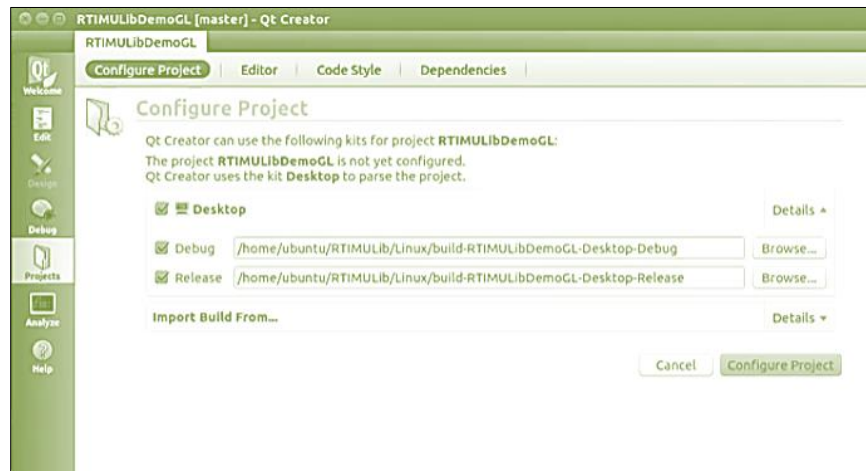 RTIMULibDemoGL [master] - Qt Creator
RTIMULibDemoGL
Qt
Welcome
Edit
Design
Debug
Projects
Analyze
Help
Configure Project
Editor
Code Style
Dependencies
Configure Project
Qt Creator can use the following kits for project RTIMULibDemoGL:
The project RTIMULibDemoGL is not yet configured.
Qt Creator uses the kit Desktop to parse the project.
Desktop
Details
Debug /home/ubuntu/RTIMULib/Linux/build-RTIMULibDemoGL-Desktop-Debug Browse...
Release /home/ubuntu/RTIMULib/Linux/build-RTIMULibDemoGL-Desktop-Release Browse...
Import Build From...
Details
Cancel
Configure Project